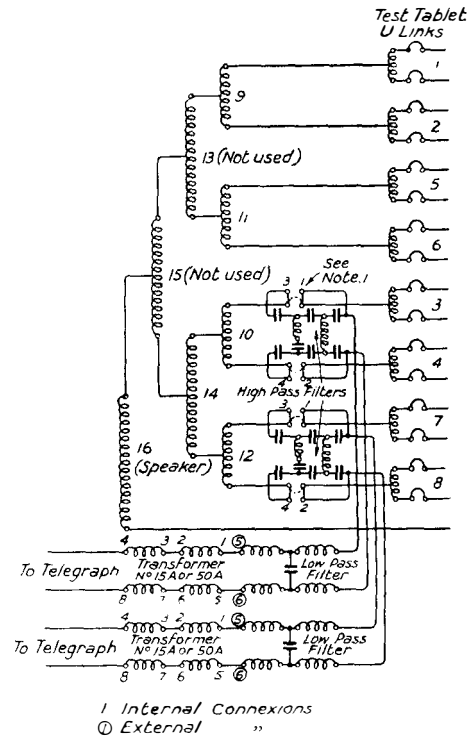 Test Tablet
U Links
1
9
2
13 (Not used)
5
11
6
See
Note.1
15 (Not used)
3 1
3
10
4
4 2
High Pass Filters
14
3 1
7
12
16
(Speaker)
8
4 2
4 3 2 1 ⑤
To Telegraph
Transformer
Nº 15A or 50A
Low Pass
Filter
8 7 6 5 ⑥
4 3 2 1 ⑤
To Telegraph
Transformer
Nº 15A or 50A
Low Pass
Filter
8 7 6 5 ⑥
1 Internal Connexions
① External „